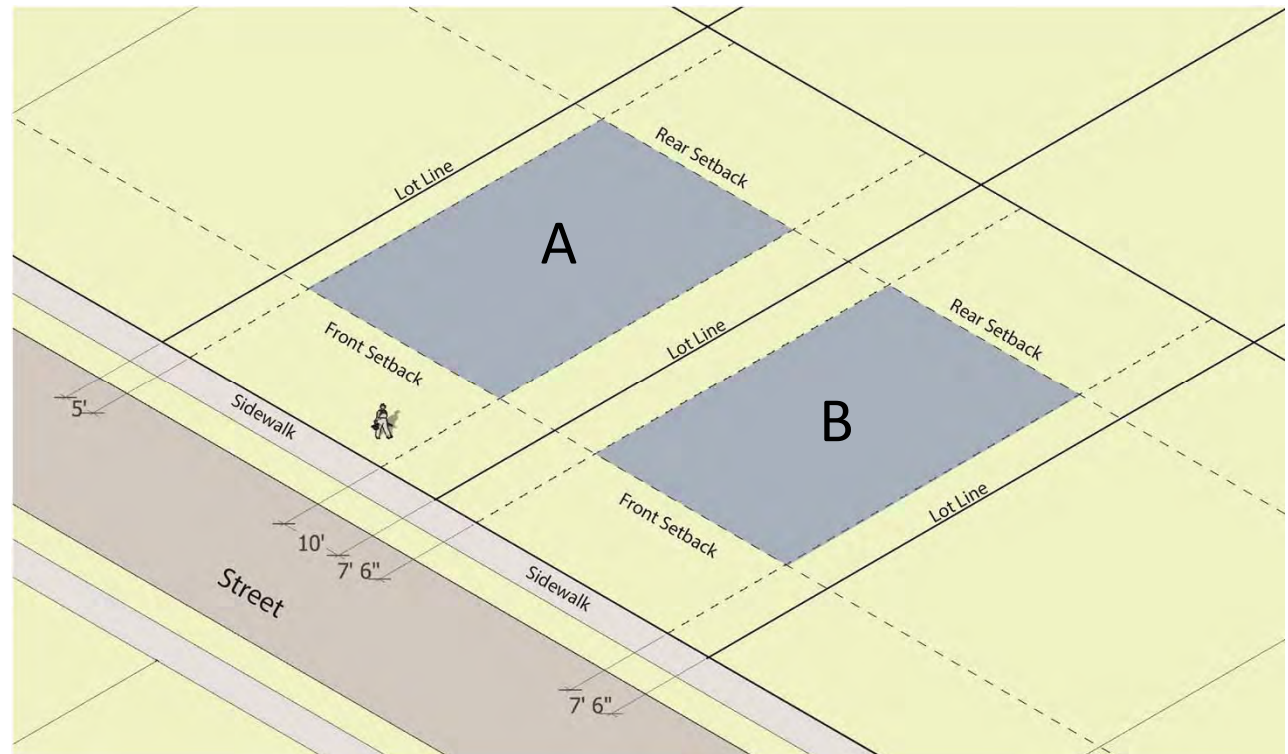 Rear Setback
Lot Line
A
Rear Setback
Front Setback
Lot Line
5'
Sidewalk
B
Lot Line
Front Setback
10'
7' 6"
Sidewalk
Street
7' 6"